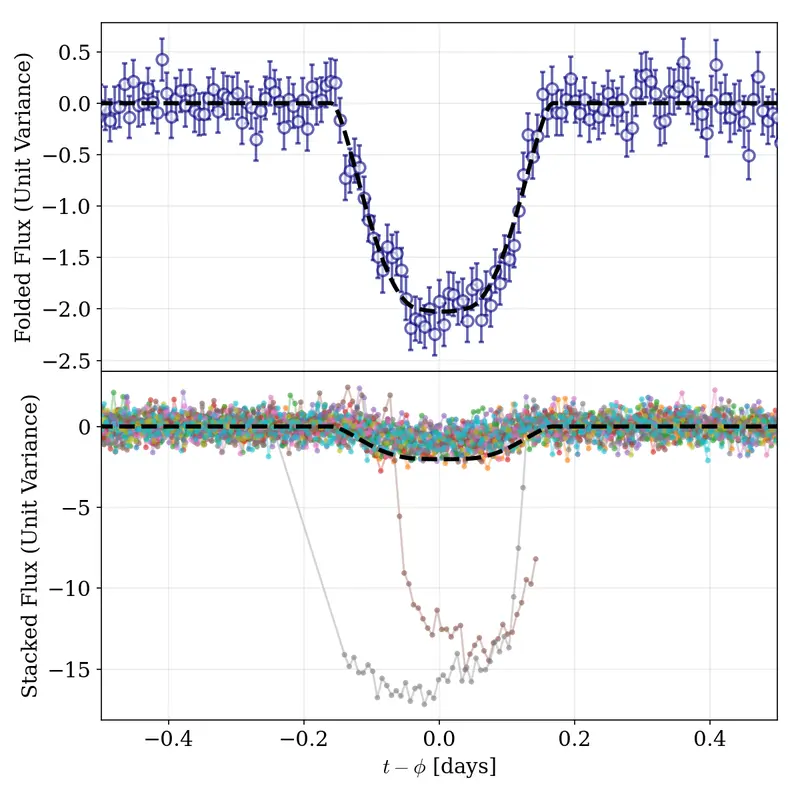 Folded Flux (Unit Variance)
0.5
0.0
−0.5
−1.0
−1.5
−2.0
−2.5
Stacked Flux (Unit Variance)
0
−5
−10
−15
−0.4 −0.2 0.0 0.2 0.4
t − ϕ [days]